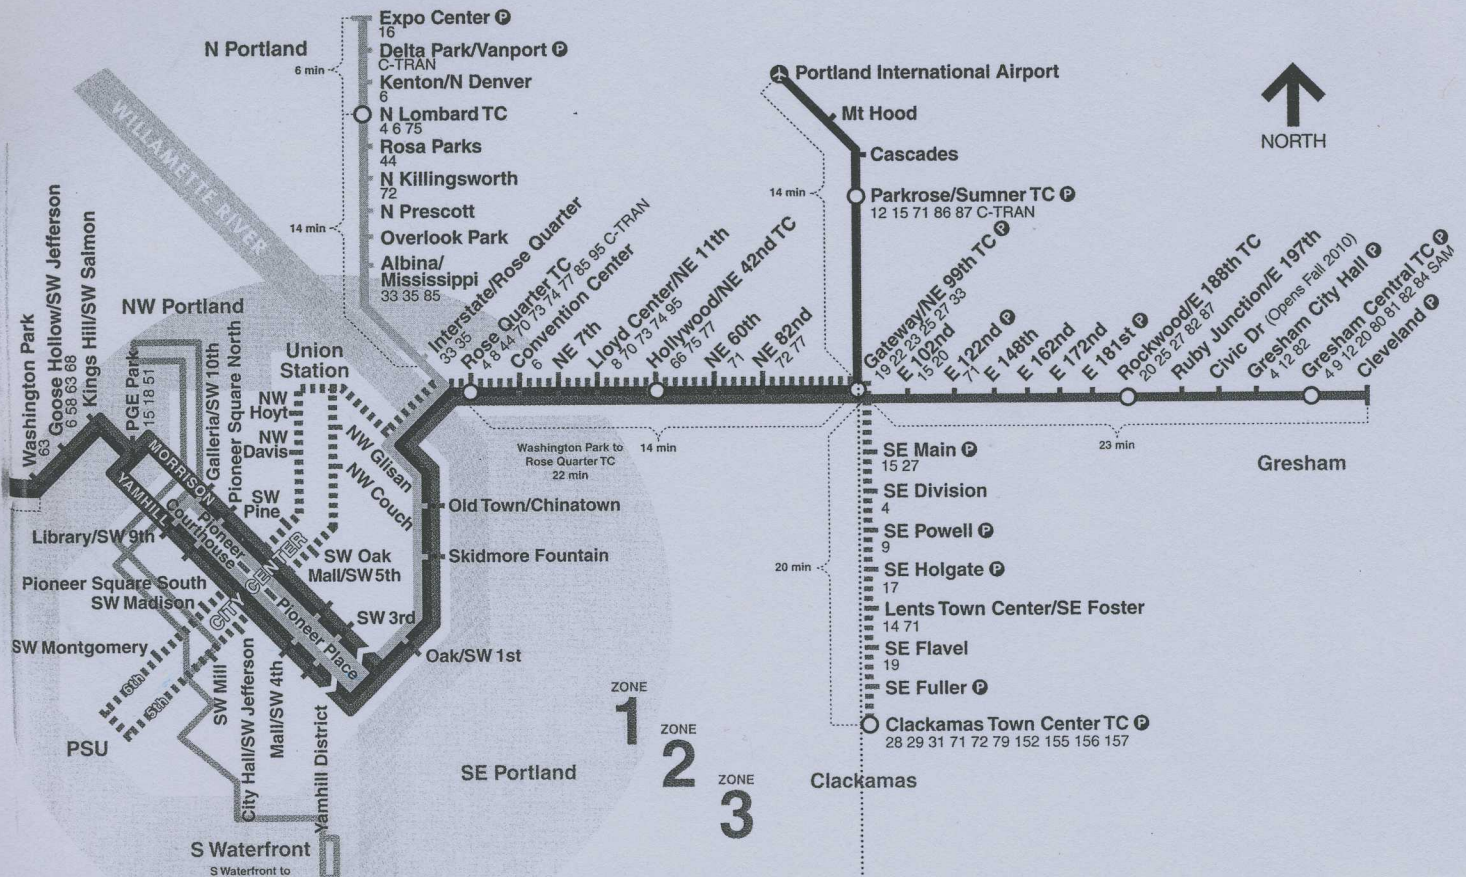 Expo Center P
16
N Portland
Delta Park/Vanport P
C-TRAN
6 min
Kenton/N Denver
6
N Lombard TC
4 6 75
Rosa Parks
44
N Killingsworth
72
N Prescott
14 min
Overlook Park
Albina/
Mississippi
33 35 85
WILLAMETTE RIVER
Portland International Airport
Mt Hood
Cascades
14 min
Parkrose/Sumner TC P
12 15 71 86 87 C-TRAN
NORTH
Washington Park
63
Goose Hollow/SW Jefferson
6 58 63 68
Kings Hill/SW Salmon
NW Portland
PGE Park
15 18 51
Galleria/SW 10th
Pioneer Square North
Union
Station
NW
Hoyt
NW
Davis
SW
Pine
NW Glisan
NW Couch
Interstate/Rose Quarter
33 35
Rose Quarter TC
4 8 44 70 73 74 77 85 95 C-TRAN
Convention Center
6
NE 7th
Lloyd Center/NE 11th
8 70 73 74 95
Hollywood/NE 42nd TC
66 75 77
NE 60th
71
NE 82nd
72 77
Gateway/NE 99th TC P
19 22 23 25 27 33
E 102nd
15 20
E 122nd P
71
E 148th
E 162nd
E 172nd
E 181st P
Rockwood/E 188th TC
20 25 27 82 87
Ruby Junction/E 197th
Civic Dr (Opens Fall 2010)
Gresham City Hall P
4 12 82
Gresham Central TC P
4 9 12 20 80 81 82 84 SAM
Cleveland P
Washington Park to
Rose Quarter TC
22 min
14 min
23 min
Gresham
MORRISON
YAMHILL
Pioneer
Courthouse
Pioneer Place
CITY CENTER
Library/SW 9th
Pioneer Square South
SW Madison
SW Montgomery
6th
5th
PSU
SW Mill
City Hall/SW Jefferson
Mall/SW 4th
Yamhill District
SW Oak
Mall/SW 5th
SW 3rd
Oak/SW 1st
Old Town/Chinatown
Skidmore Fountain
SE Main P
15 27
SE Division
4
SE Powell P
9
20 min
SE Holgate P
17
Lents Town Center/SE Foster
14 71
SE Flavel
19
SE Fuller P
Clackamas Town Center TC P
28 29 31 71 72 79 152 155 156 157
Clackamas
ZONE
1
ZONE
2
ZONE
3
SE Portland
S Waterfront
S Waterfront to